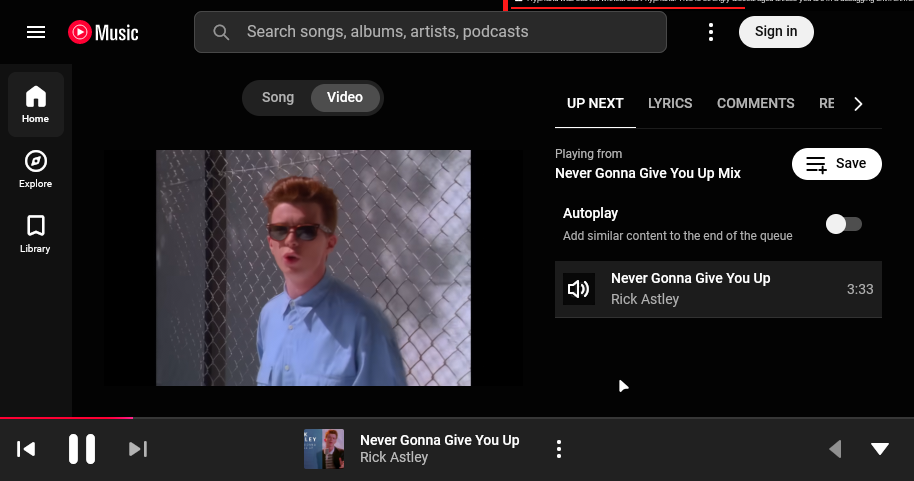 Music
Search songs, albums, artists, podcasts
Sign in
Home
Explore
Library
Song
Video
UP NEXT
LYRICS
COMMENTS
RE
Playing from
Never Gonna Give You Up Mix
Save
Autoplay
Add similar content to the end of the queue
Never Gonna Give You Up
Rick Astley
3:33
Never Gonna Give You Up
Rick Astley